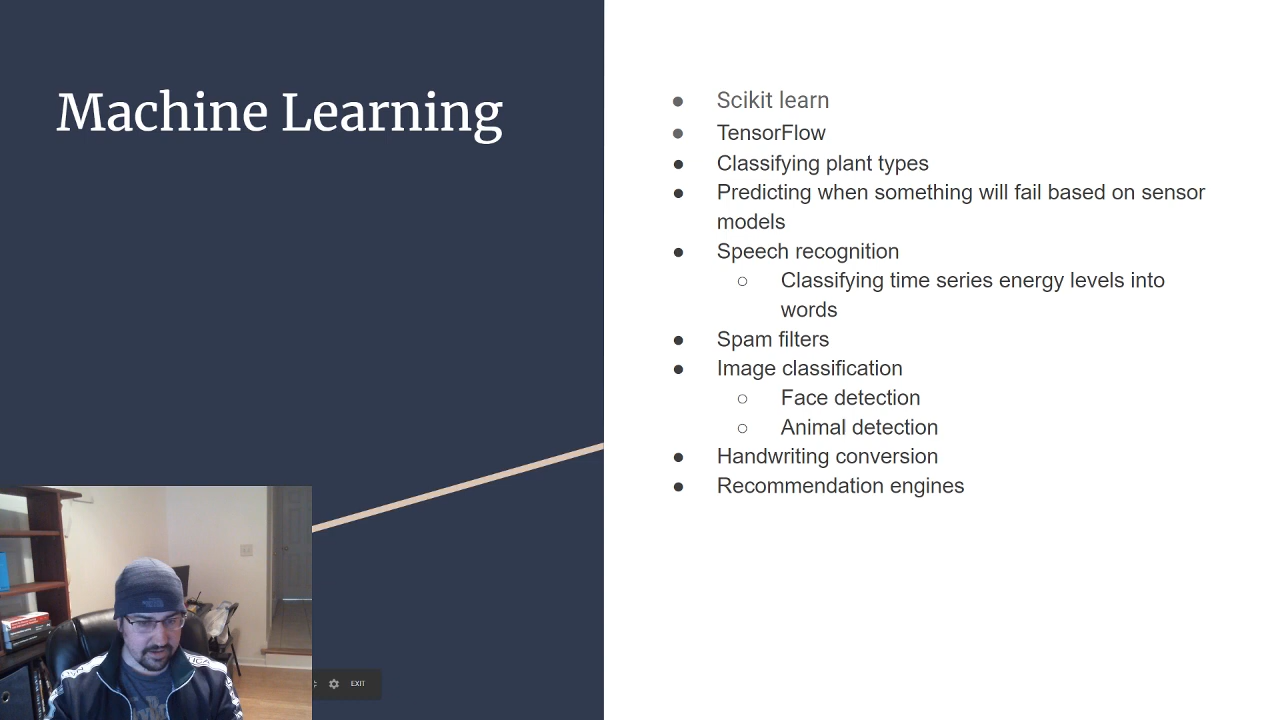 Machine Learning
● Scikit learn
● TensorFlow
● Classifying plant types
● Predicting when something will fail based on sensor
models
● Speech recognition
○ Classifying time series energy levels into
words
● Spam filters
● Image classification
○ Face detection
○ Animal detection
● Handwriting conversion
● Recommendation engines
EXIT